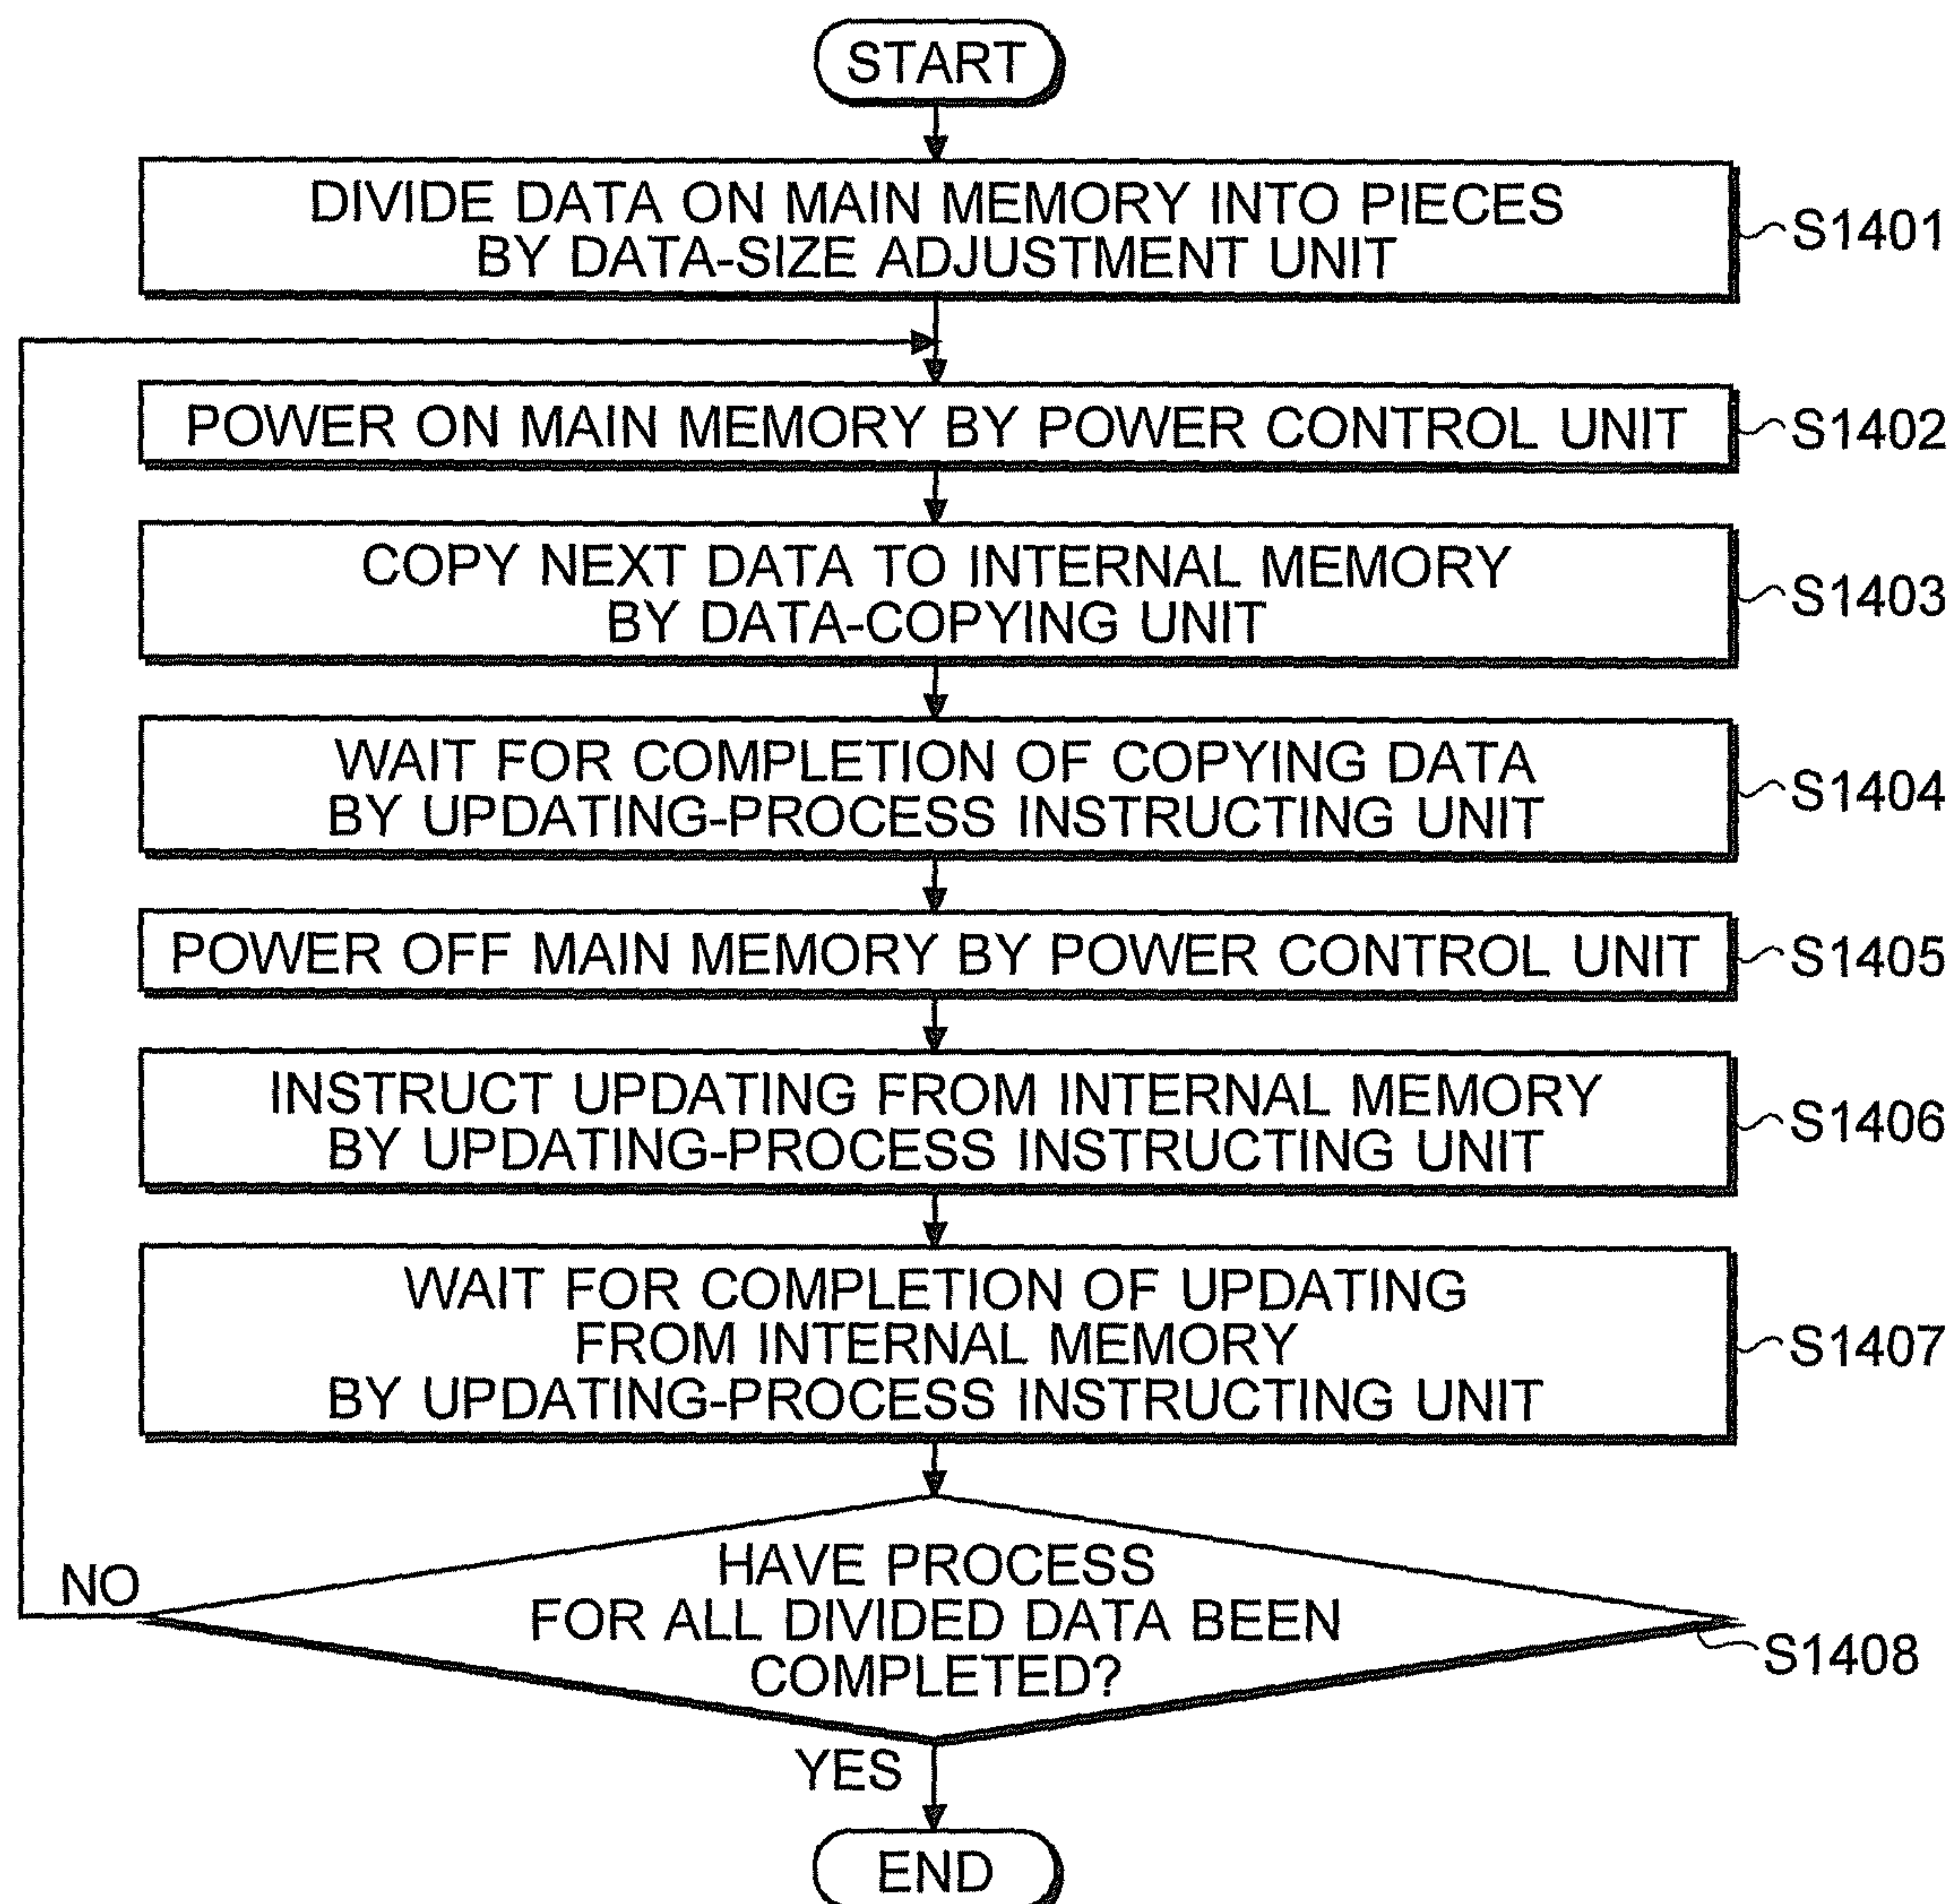 START
DIVIDE DATA ON MAIN MEMORY INTO PIECES
BY DATA-SIZE ADJUSTMENT UNIT
S1401
POWER ON MAIN MEMORY BY POWER CONTROL UNIT
S1402
COPY NEXT DATA TO INTERNAL MEMORY
BY DATA-COPYING UNIT
S1403
WAIT FOR COMPLETION OF COPYING DATA
BY UPDATING-PROCESS INSTRUCTING UNIT
S1404
POWER OFF MAIN MEMORY BY POWER CONTROL UNIT
S1405
INSTRUCT UPDATING FROM INTERNAL MEMORY
BY UPDATING-PROCESS INSTRUCTING UNIT
S1406
WAIT FOR COMPLETION OF UPDATING
FROM INTERNAL MEMORY
BY UPDATING-PROCESS INSTRUCTING UNIT
S1407
NO
HAVE PROCESS
FOR ALL DIVIDED DATA BEEN
COMPLETED?
S1408
YES
END